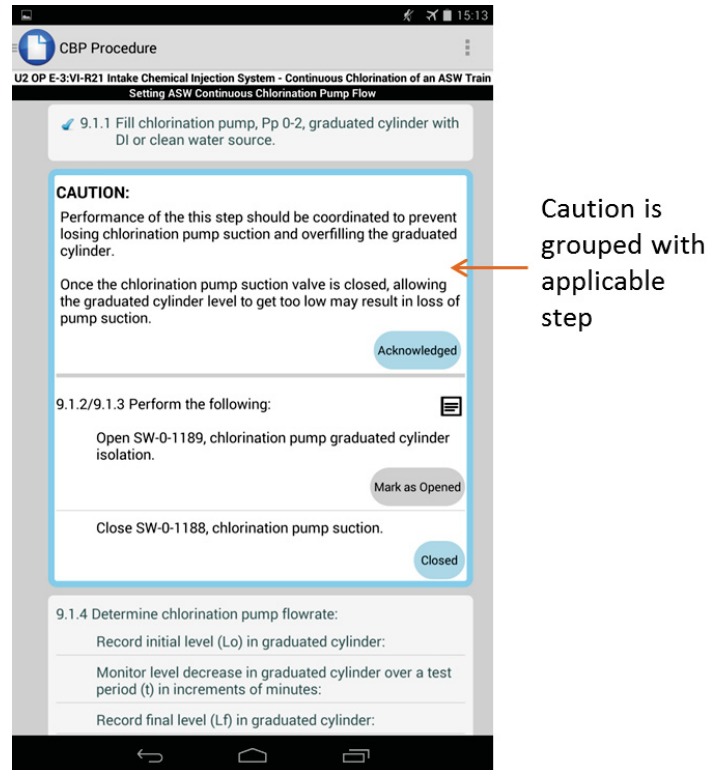 15:13
CBP Procedure
U2 OP E-3:VI-R21 Intake Chemical Injection System - Continuous Chlorination of an ASW Train
Setting ASW Continuous Chlorination Pump Flow
9.1.1 Fill chlorination pump, Pp 0-2, graduated cylinder with
DI or clean water source.
CAUTION:
Performance of the this step should be coordinated to prevent
losing chlorination pump suction and overfilling the graduated
cylinder.
Once the chlorination pump suction valve is closed, allowing
the graduated cylinder level to get too low may result in loss of
pump suction.
Acknowledged
9.1.2/9.1.3 Perform the following:
Open SW-0-1189, chlorination pump graduated cylinder
isolation.
Mark as Opened
Close SW-0-1188, chlorination pump suction.
Closed
9.1.4 Determine chlorination pump flowrate:
Record initial level (Lo) in graduated cylinder:
Monitor level decrease in graduated cylinder over a test
period (t) in increments of minutes:
Record final level (Lf) in graduated cylinder:
Caution is
grouped with
applicable
step